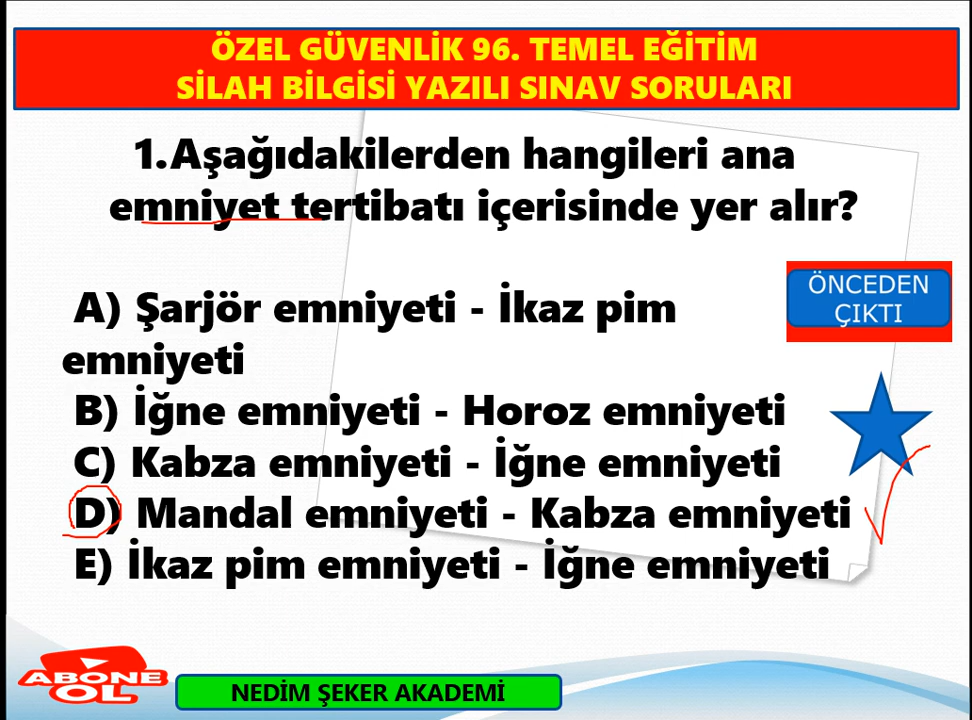 ÖZEL GÜVENLİK 96. TEMEL EĞİTİM
SİLAH BİLGİSİ YAZILI SINAV SORULARI
1.Aşağıdakilerden hangileri ana
emniyet tertibatı içerisinde yer alır?
ÖNCEDEN
ÇIKTI
A) Şarjör emniyeti - İkaz pim
emniyeti
B) İğne emniyeti - Horoz emniyeti
C) Kabza emniyeti - İğne emniyeti
D) Mandal emniyeti - Kabza emniyeti
E) İkaz pim emniyeti - İğne emniyeti
ABONE
OL
NEDİM ŞEKER AKADEMİ